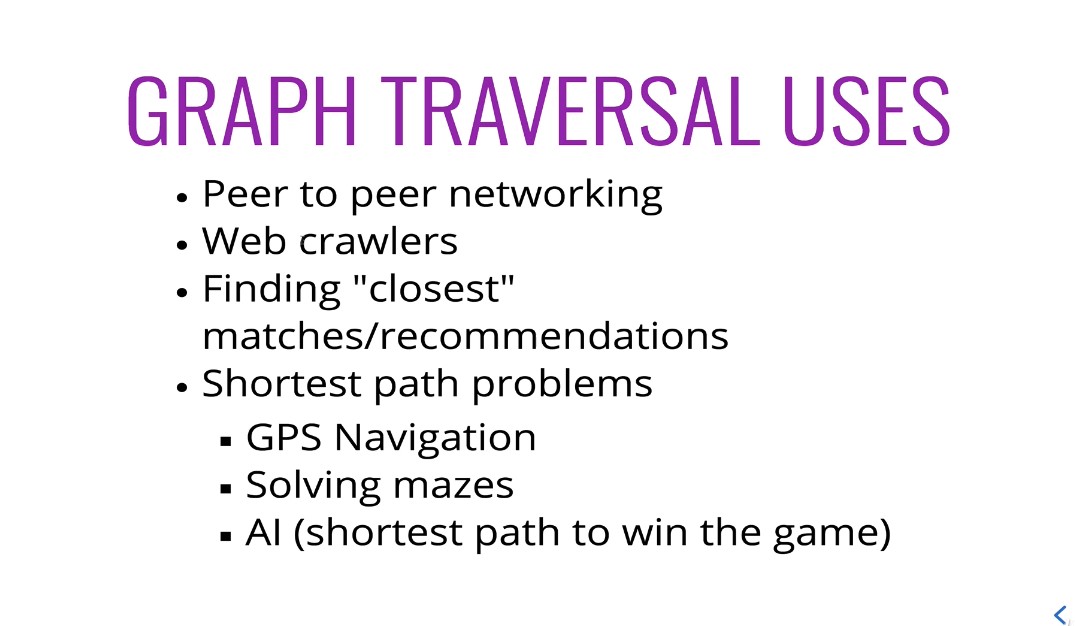 GRAPH TRAVERSAL USES
• Peer to peer networking
• Web crawlers
• Finding "closest"
matches/recommendations
• Shortest path problems
▪ GPS Navigation
▪ Solving mazes
▪ AI (shortest path to win the game)